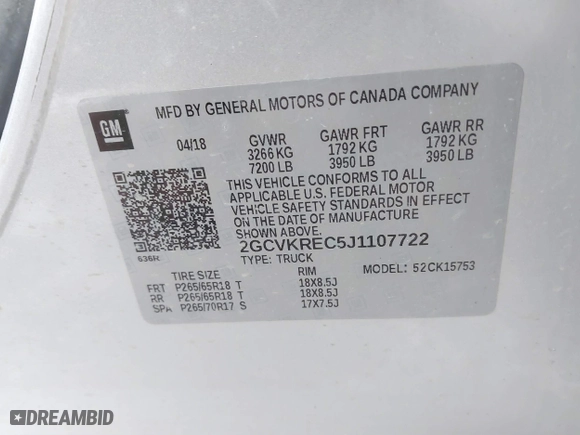 GM
MFD BY GENERAL MOTORS OF CANADA COMPANY
04/18 GVWR GAWR FRT GAWR RR
3266 KG 1792 KG 1792 KG
7200 LB 3950 LB 3950 LB
THIS VEHICLE CONFORMS TO ALL
APPLICABLE U.S. FEDERAL MOTOR
VEHICLE SAFETY STANDARDS IN EFFECT
ON THE DATE OF MANUFACTURE
SHOWN ABOVE.
636R 2GCVKREC5J1107722
TYPE: TRUCK MODEL: 52CK15753
TIRE SIZE RIM
FRT P265/65R18 T 18X8.5J
RR P265/65R18 T 18X8.5J
SPA P265/70R17 S 17X7.5J
DREAMBID